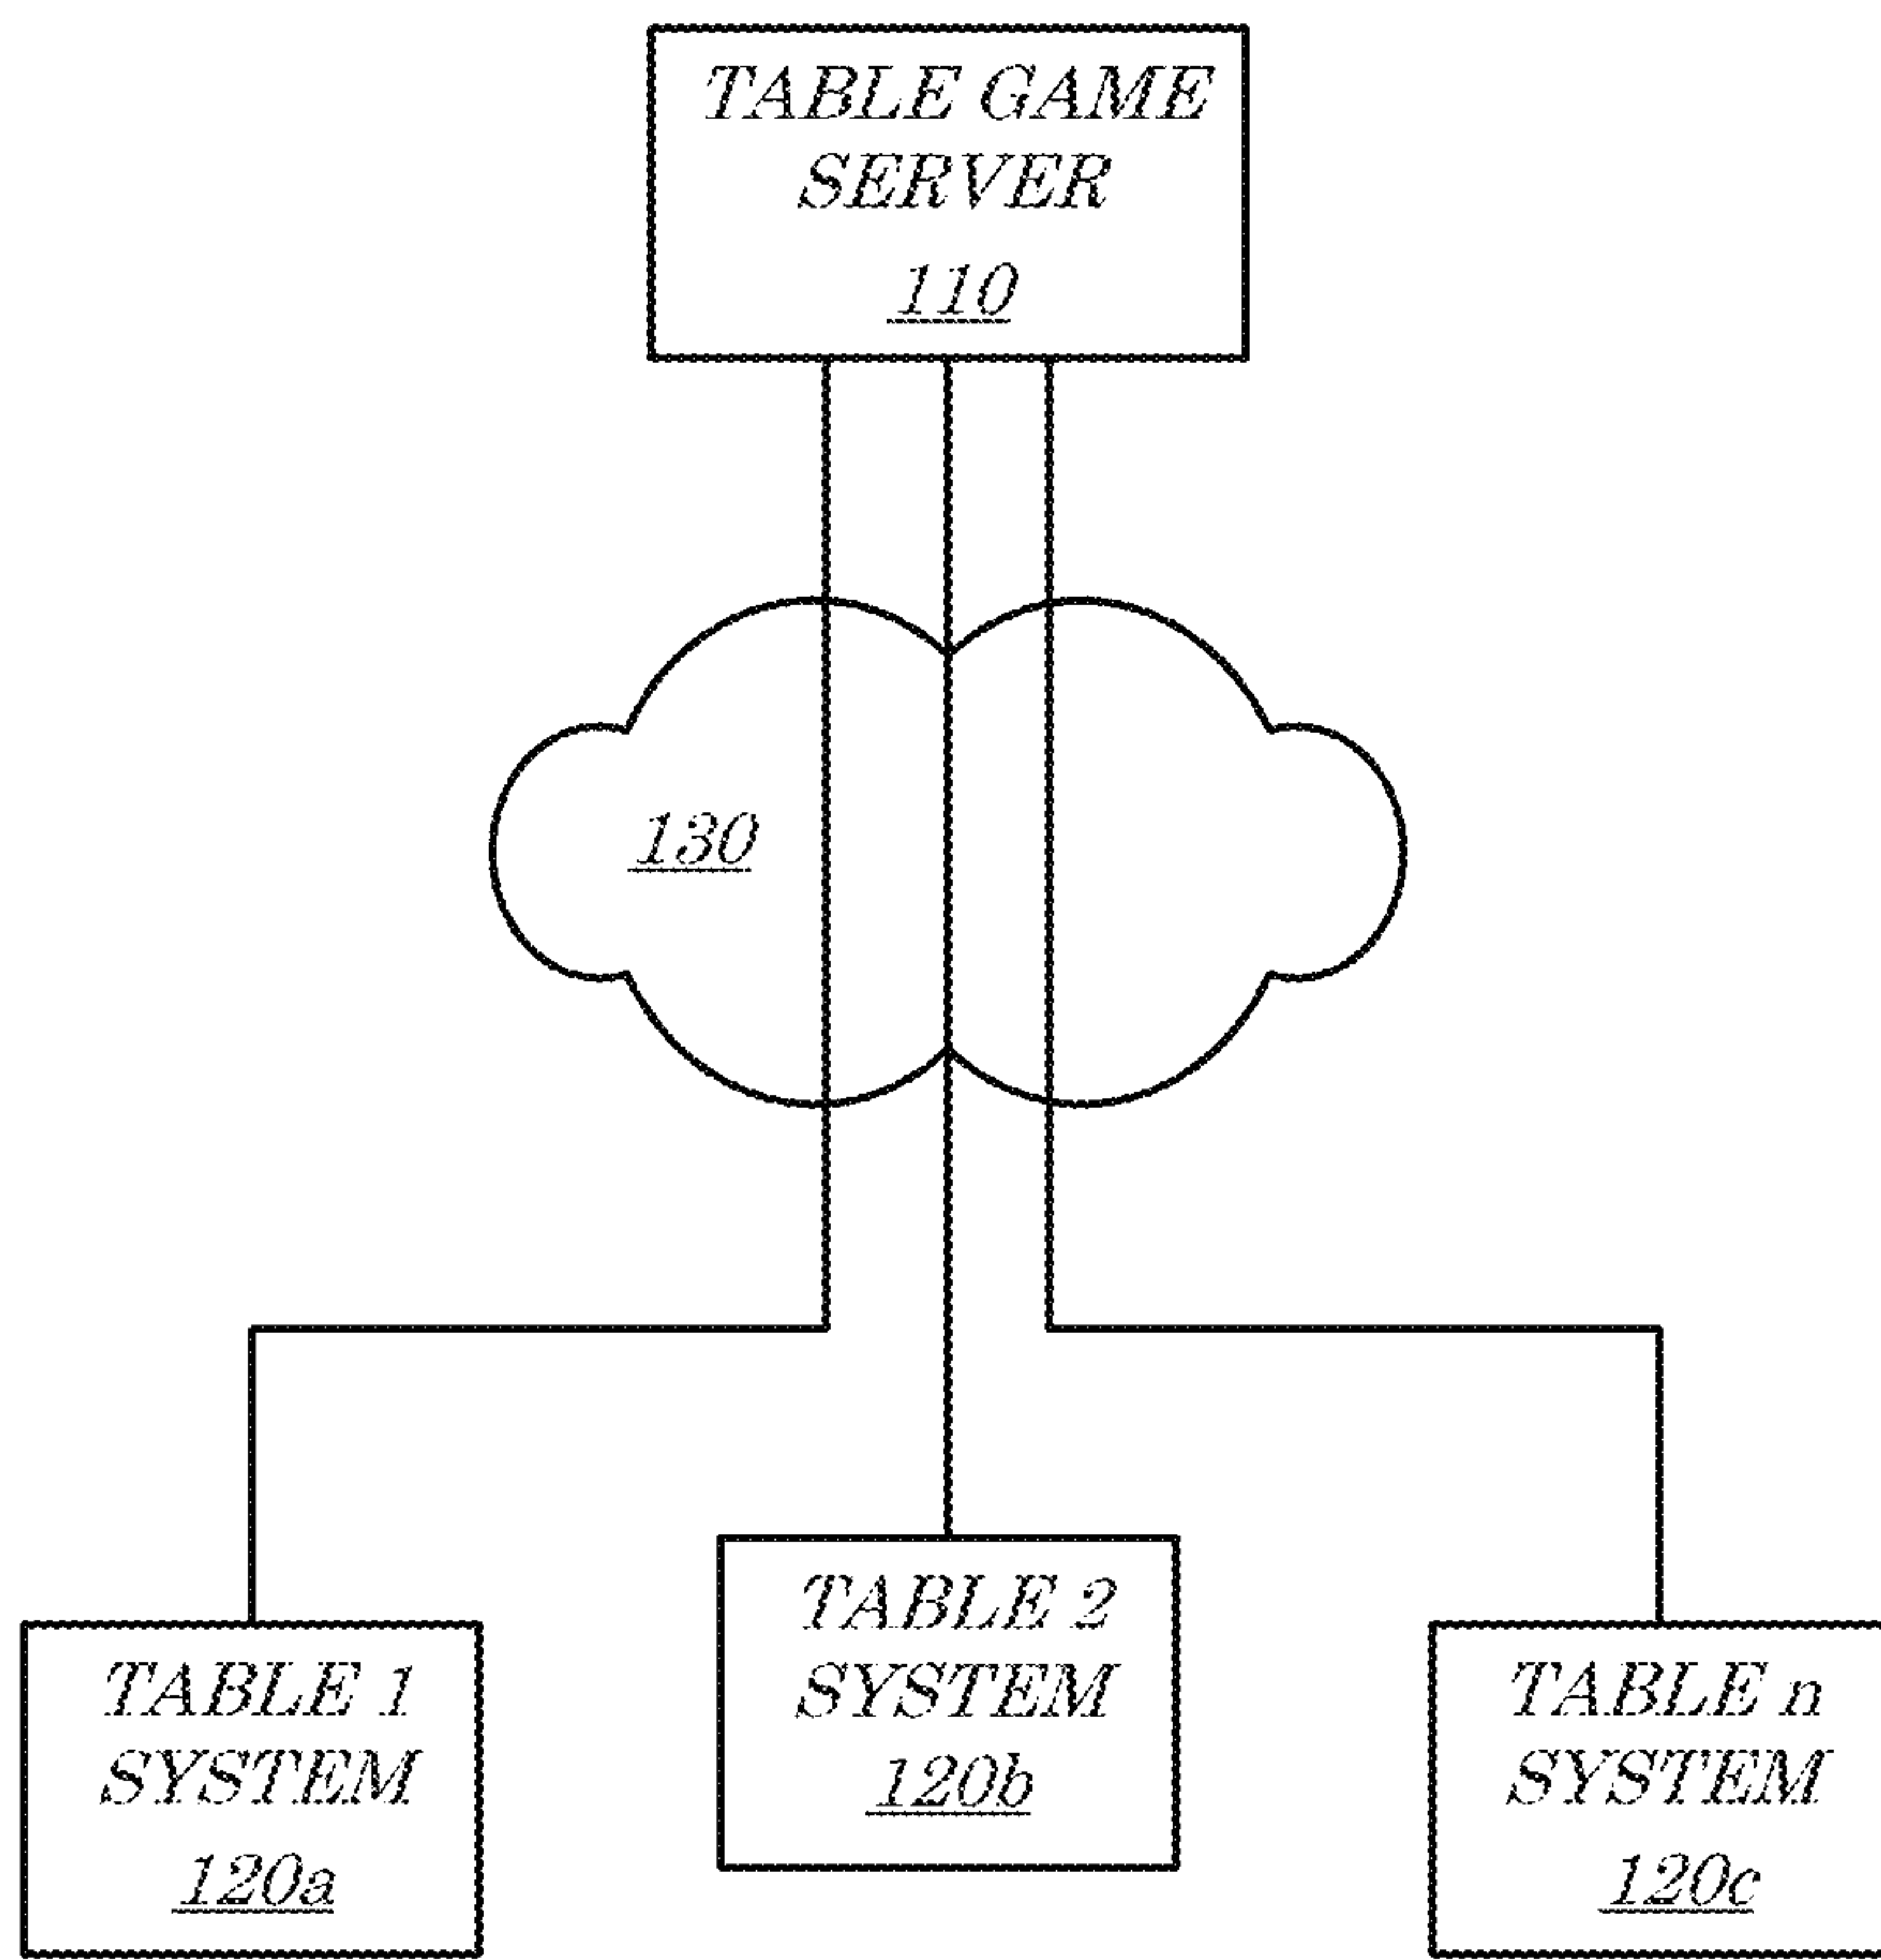 TABLE GAME
SERVER
110
130
TABLE 1
SYSTEM
120a
TABLE 2
SYSTEM
120b
TABLE n
SYSTEM
120c